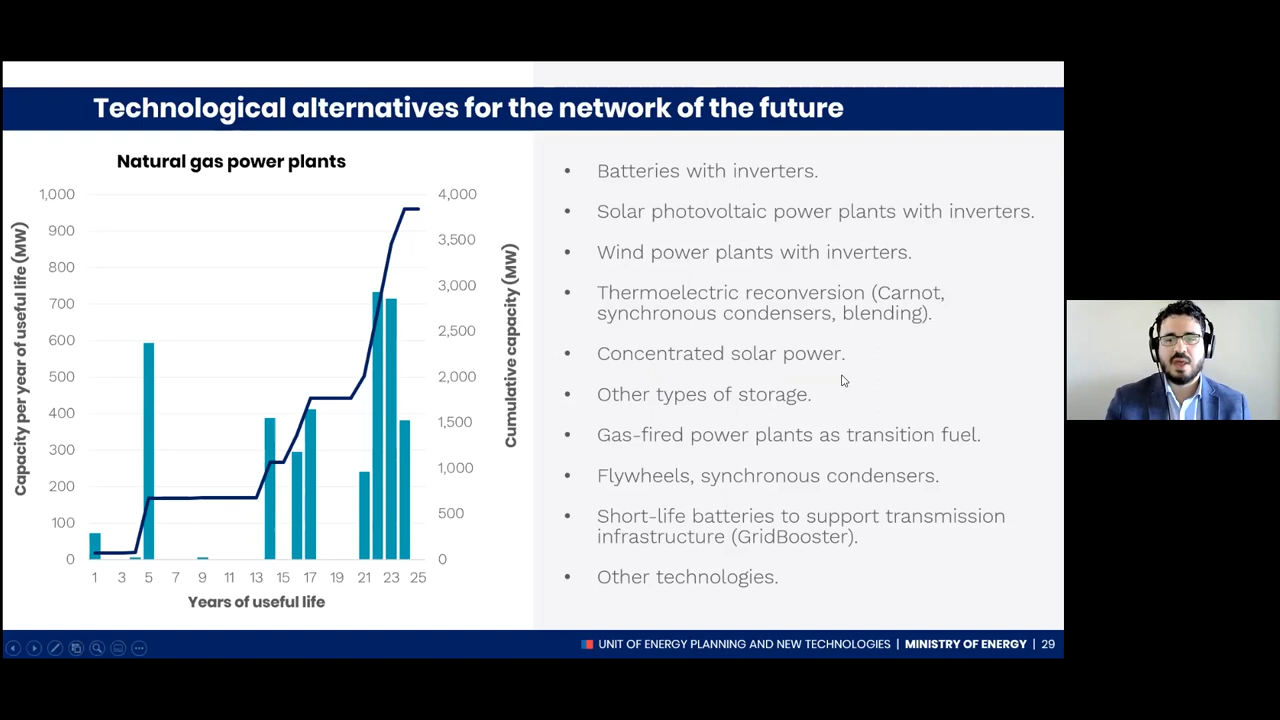 Technological alternatives for the network of the future
Natural gas power plants
1,000
900
800
700
600
500
400
300
200
100
0
Capacity per year of useful life (MW)
4,000
3,500
3,000
2,500
2,000
1,500
1,000
500
0
Cumulative capacity (MW)
1 3 5 7 9 11 13 15 17 19 21 23 25
Years of useful life
• Batteries with inverters.
• Solar photovoltaic power plants with inverters.
• Wind power plants with inverters.
• Thermoelectric reconversion (Carnot,
synchronous condensers, blending).
• Concentrated solar power.
• Other types of storage.
• Gas-fired power plants as transition fuel.
• Flywheels, synchronous condensers.
• Short-life batteries to support transmission
infrastructure (GridBooster).
• Other technologies.
UNIT OF ENERGY PLANNING AND NEW TECHNOLOGIES | MINISTRY OF ENERGY | 29